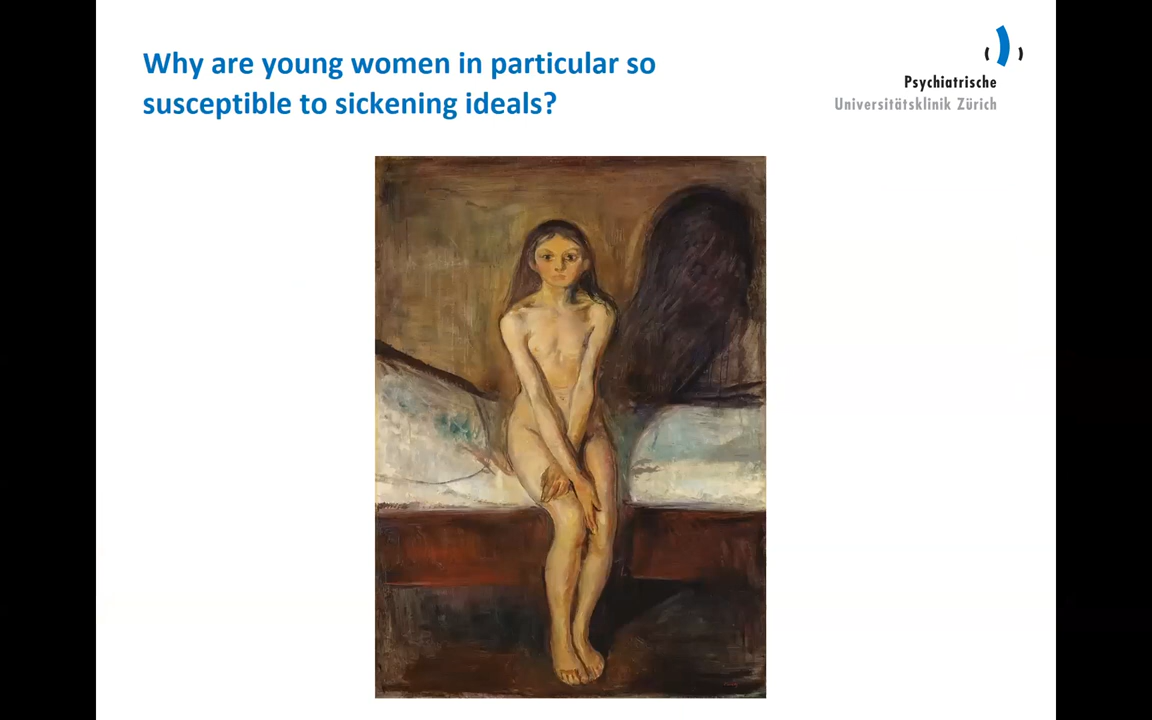 Why are young women in particular so
susceptible to sickening ideals?
Psychiatrische
Universitätsklinik Zürich